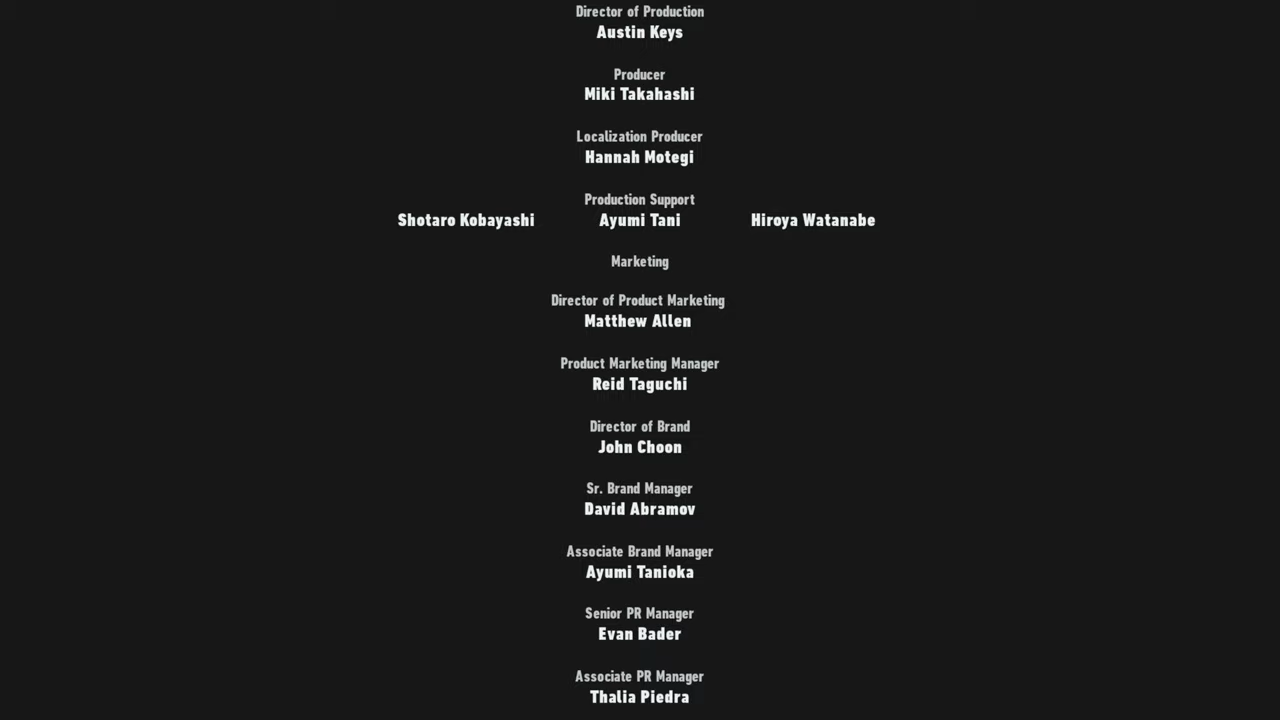 Director of Production
Austin Keys
Producer
Miki Takahashi
Localization Producer
Hannah Motegi
Production Support
Shotaro Kobayashi Ayumi Tani Hiroya Watanabe
Marketing
Director of Product Marketing
Matthew Allen
Product Marketing Manager
Reid Taguchi
Director of Brand
John Choon
Sr. Brand Manager
David Abramov
Associate Brand Manager
Ayumi Tanioka
Senior PR Manager
Evan Bader
Associate PR Manager
Thalia Piedra